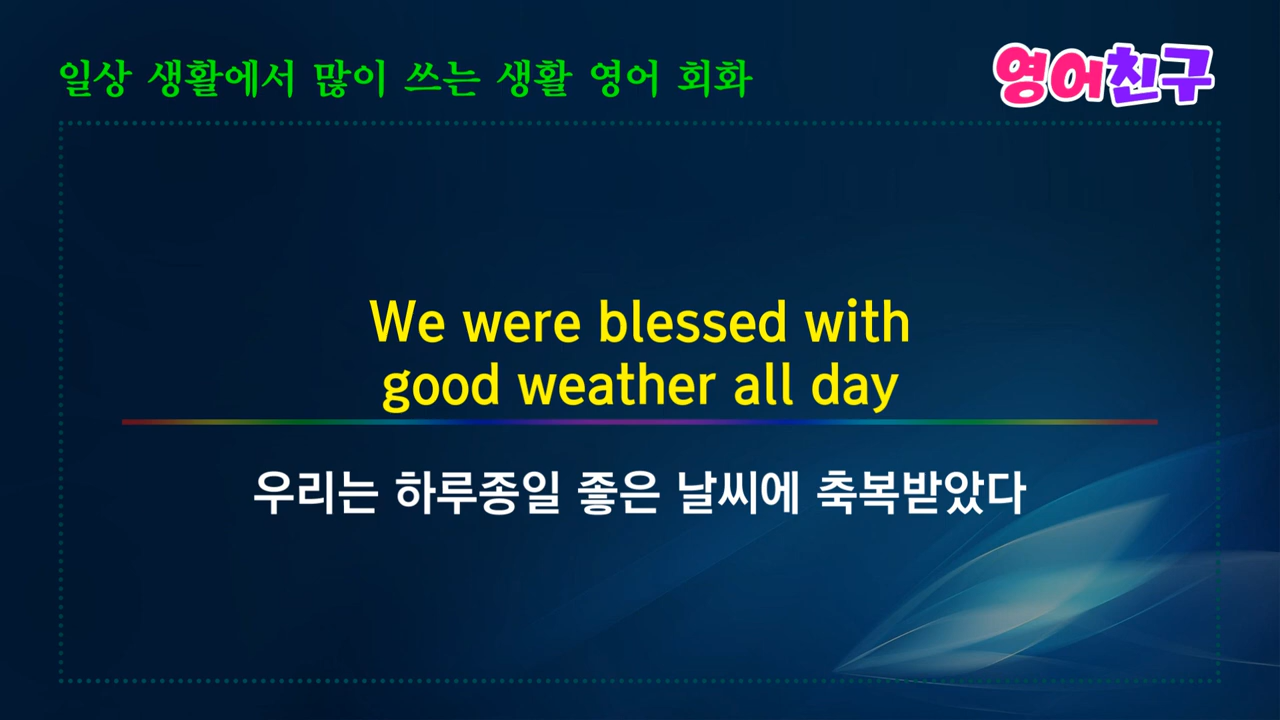 일상 생활에서 많이 쓰는 생활 영어 회화
영어친구
We were blessed with
good weather all day
우리는 하루종일 좋은 날씨에 축복받았다